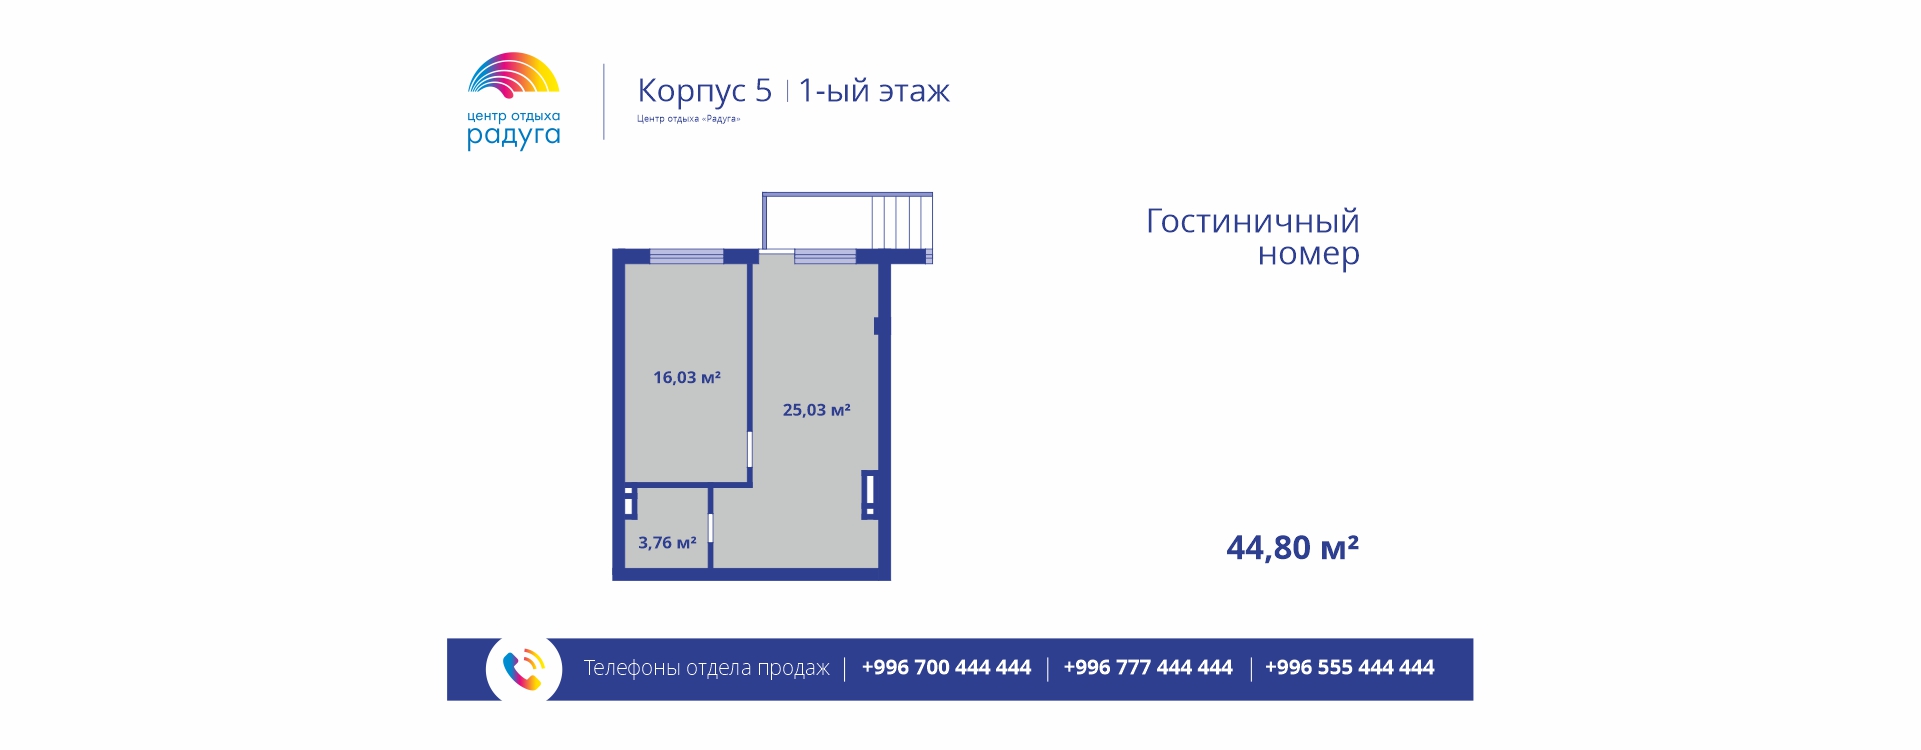 центр отдыха
радуга
Корпус 5 | 1-ый этаж
Центр отдыха «Радуга»
Гостиничный
номер
16,03 м²
25,03 м²
3,76 м²
44,80 м²
Телефоны отдела продаж | +996 700 444 444 | +996 777 444 444 | +996 555 444 444